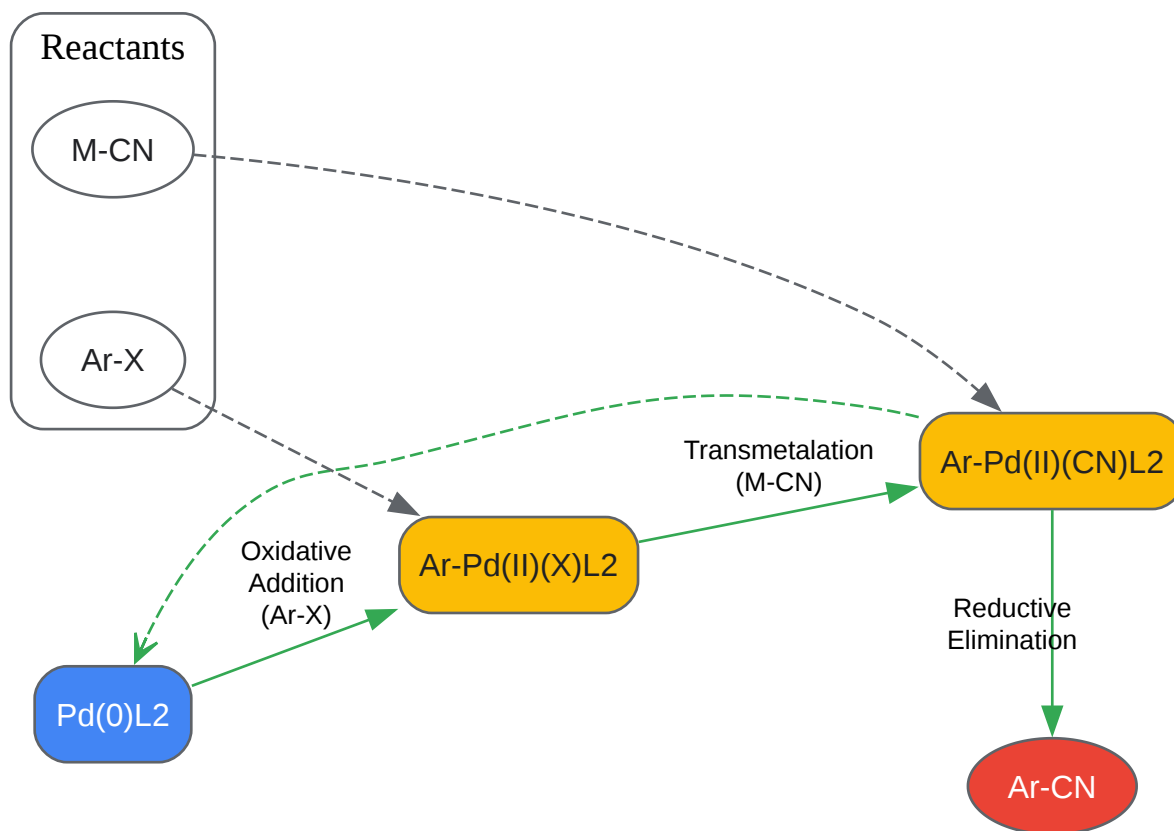 Reactants
M-CN
Ar-X
Transmetalation
(M-CN)
Ar-Pd(II)(CN)L2
Oxidative
Addition
(Ar-X)
Ar-Pd(II)(X)L2
Reductive
Elimination
Pd(0)L2
Ar-CN